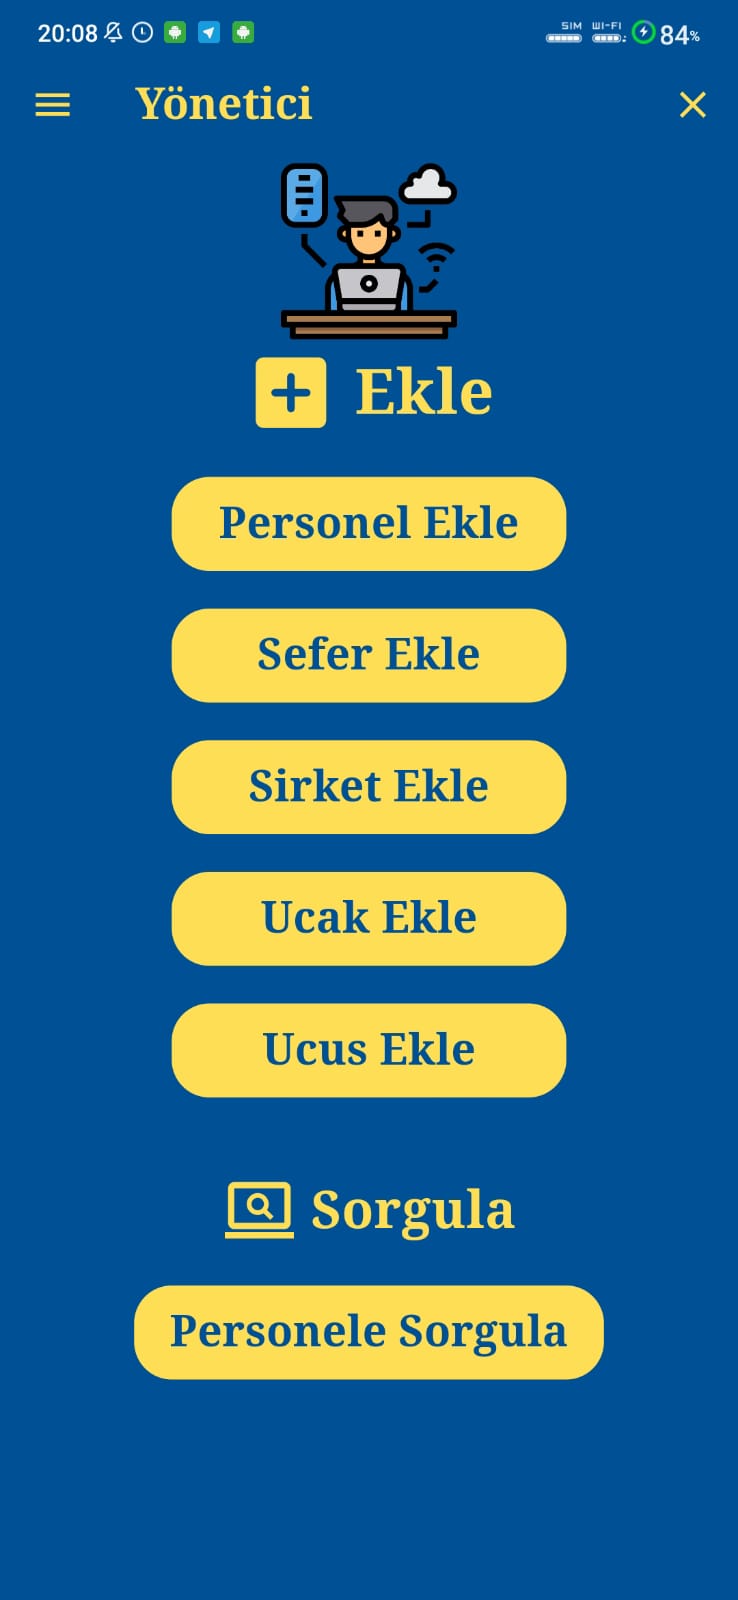 20:08 SIM WI-FI 84%
Yönetici
Ekle
Personel Ekle
Sefer Ekle
Sirket Ekle
Ucak Ekle
Ucus Ekle
Sorgula
Personele Sorgula